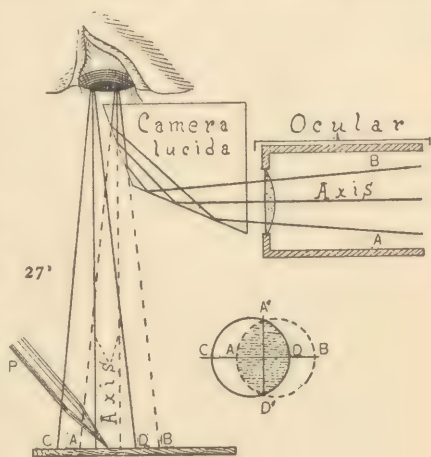 Camera
lucida
Ocular
B
Axis
A
27'
P
Axis
C A D B
A'
C A D B
D'